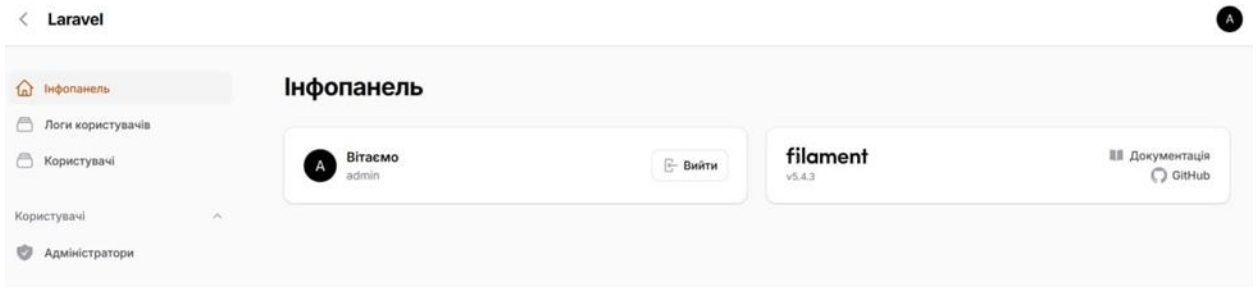 Laravel
A
Інфопанель
Логи користувачів
Користувачі
Користувачі
Адміністратори
Інфопанель
A
Вітаємо
admin
Вийти
filament
v5.4.3
Документація
GitHub